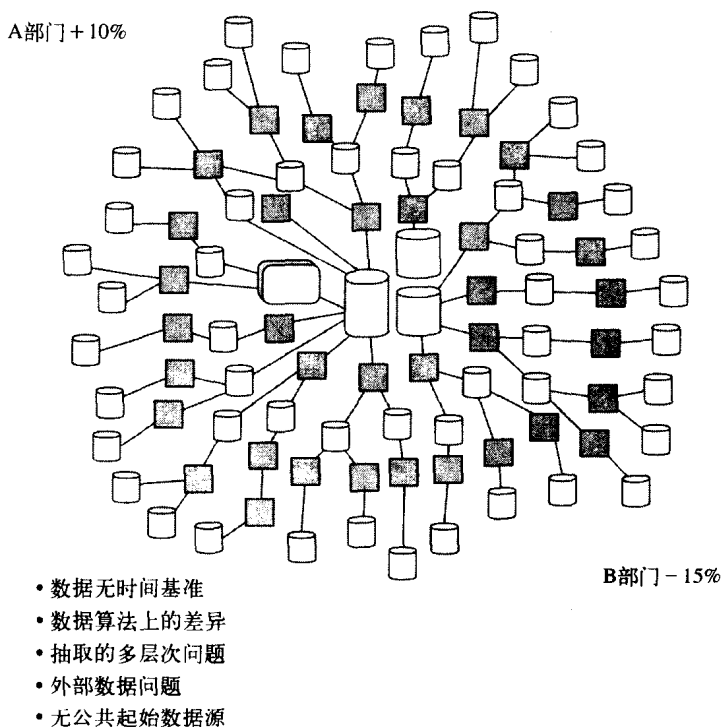 A部门+10%
B部门-15%
• 数据无时间基准
• 数据算法上的差异
• 抽取的多层次问题
• 外部数据问题
• 无公共起始数据源